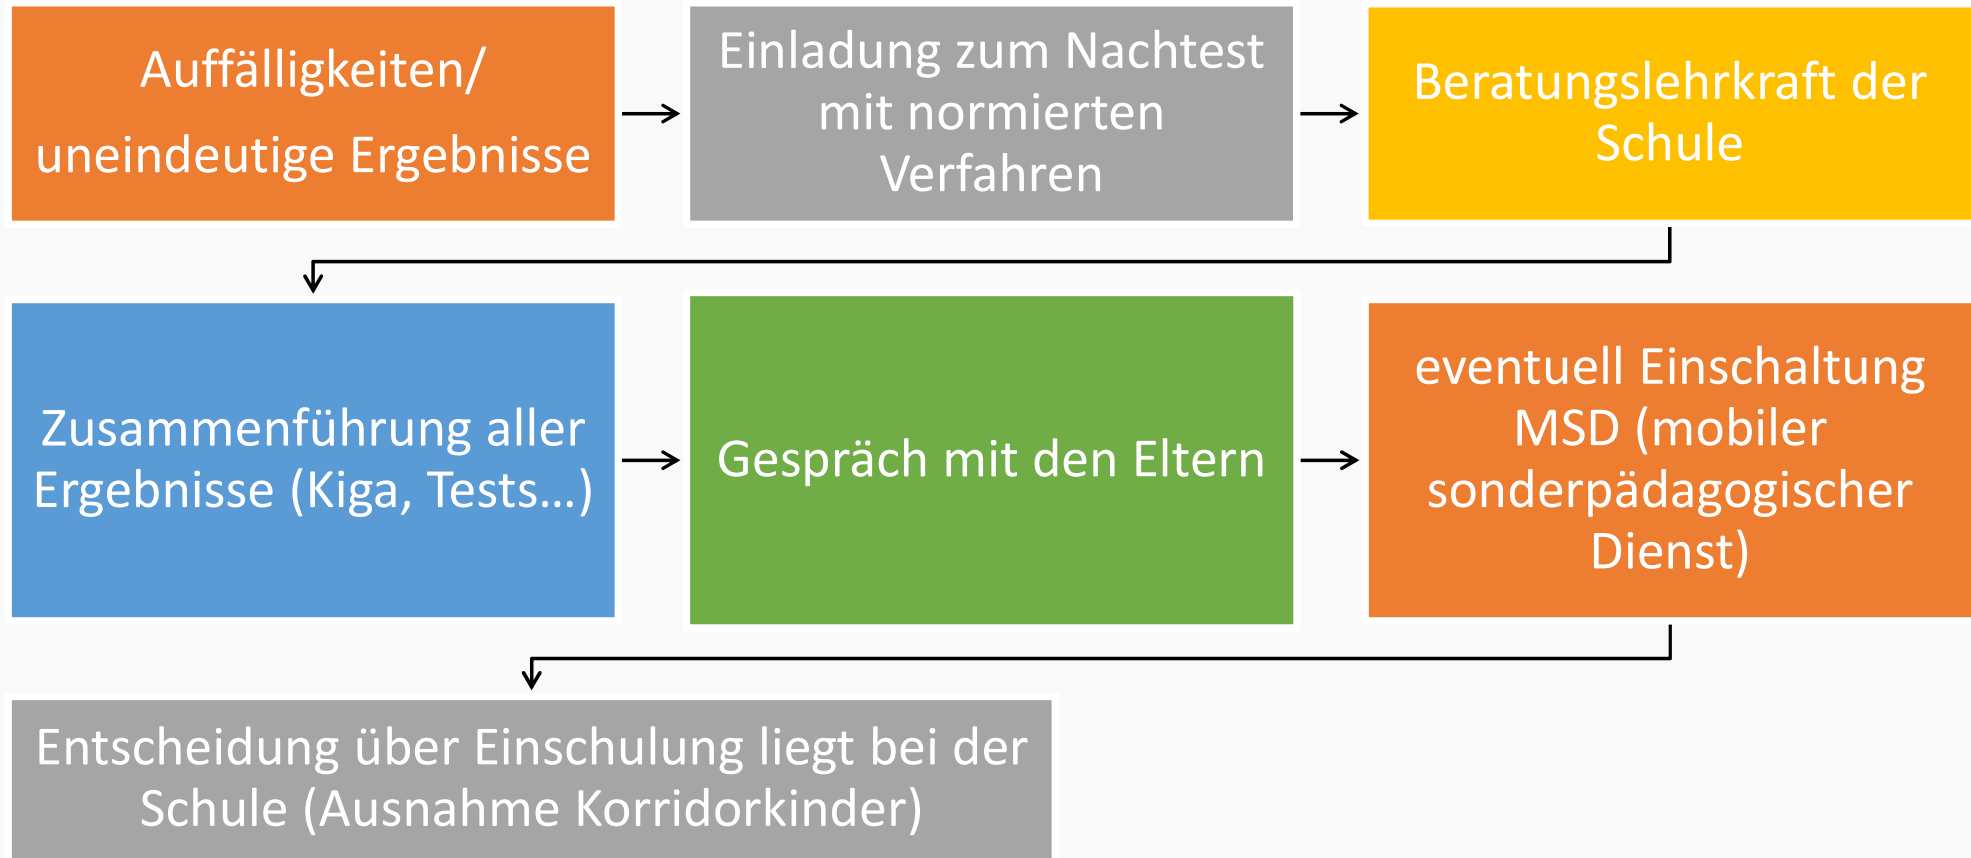 Auffälligkeiten/
uneindeutige Ergebnisse
Einladung zum Nachtest
mit normierten
Verfahren
Beratungslehrkraft der
Schule
Zusammenführung aller
Ergebnisse (Kiga, Tests…)
Gespräch mit den Eltern
eventuell Einschaltung
MSD (mobiler
sonderpädagogischer
Dienst)
Entscheidung über Einschulung liegt bei der
Schule (Ausnahme Korridorkinder)